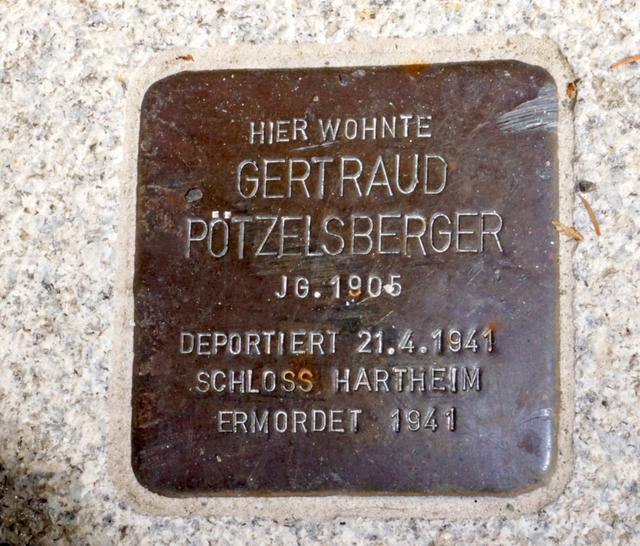 HIER WOHNTE
GERTRAUD
PÖTZELSBERGER
JG. 1905
DEPORTIERT 21.4.1941
SCHLOSS HARTHEIM
ERMORDET 1941